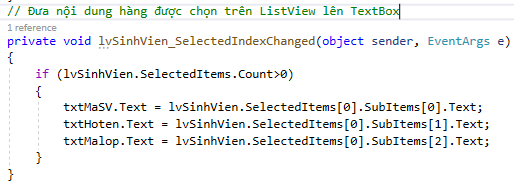 // Đưa nội dung hàng được chọn trên ListView lên TextBox
1 reference
private void lvSinhVien_SelectedIndexChanged(object sender, EventArgs e)
{
if (lvSinhVien.SelectedItems.Count>0)
{
txtMaSV.Text = lvSinhVien.SelectedItems[0].SubItems[0].Text;
txtHoten.Text = lvSinhVien.SelectedItems[0].SubItems[1].Text;
txtMalop.Text = lvSinhVien.SelectedItems[0].SubItems[2].Text;
}
}